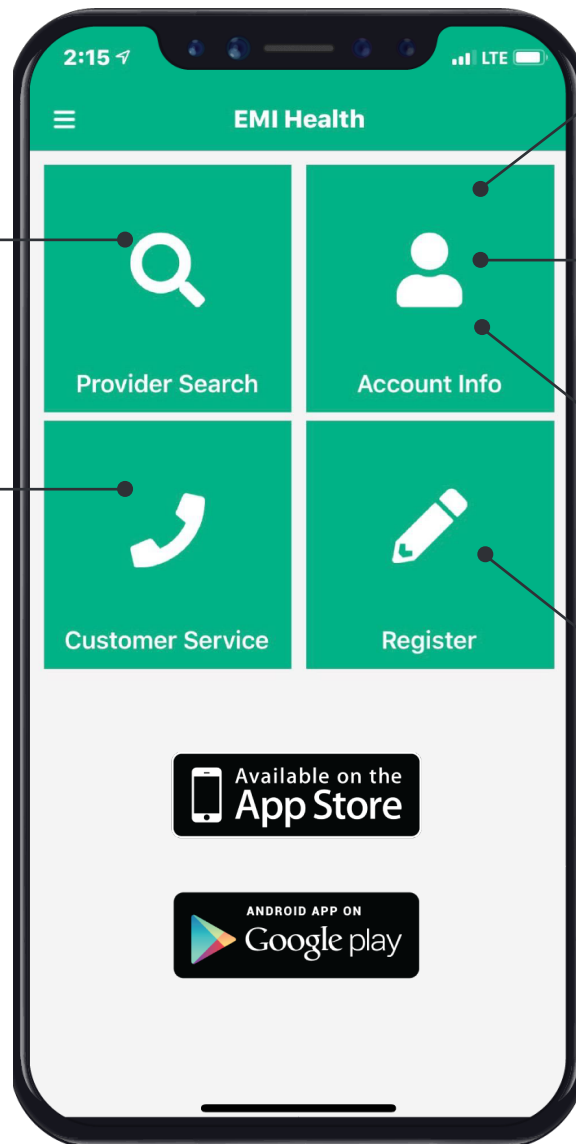 2:15
LTE
EMI Health
Provider Search
Account Info
Customer Service
Register
Available on the
App Store
ANDROID APP ON
Google play